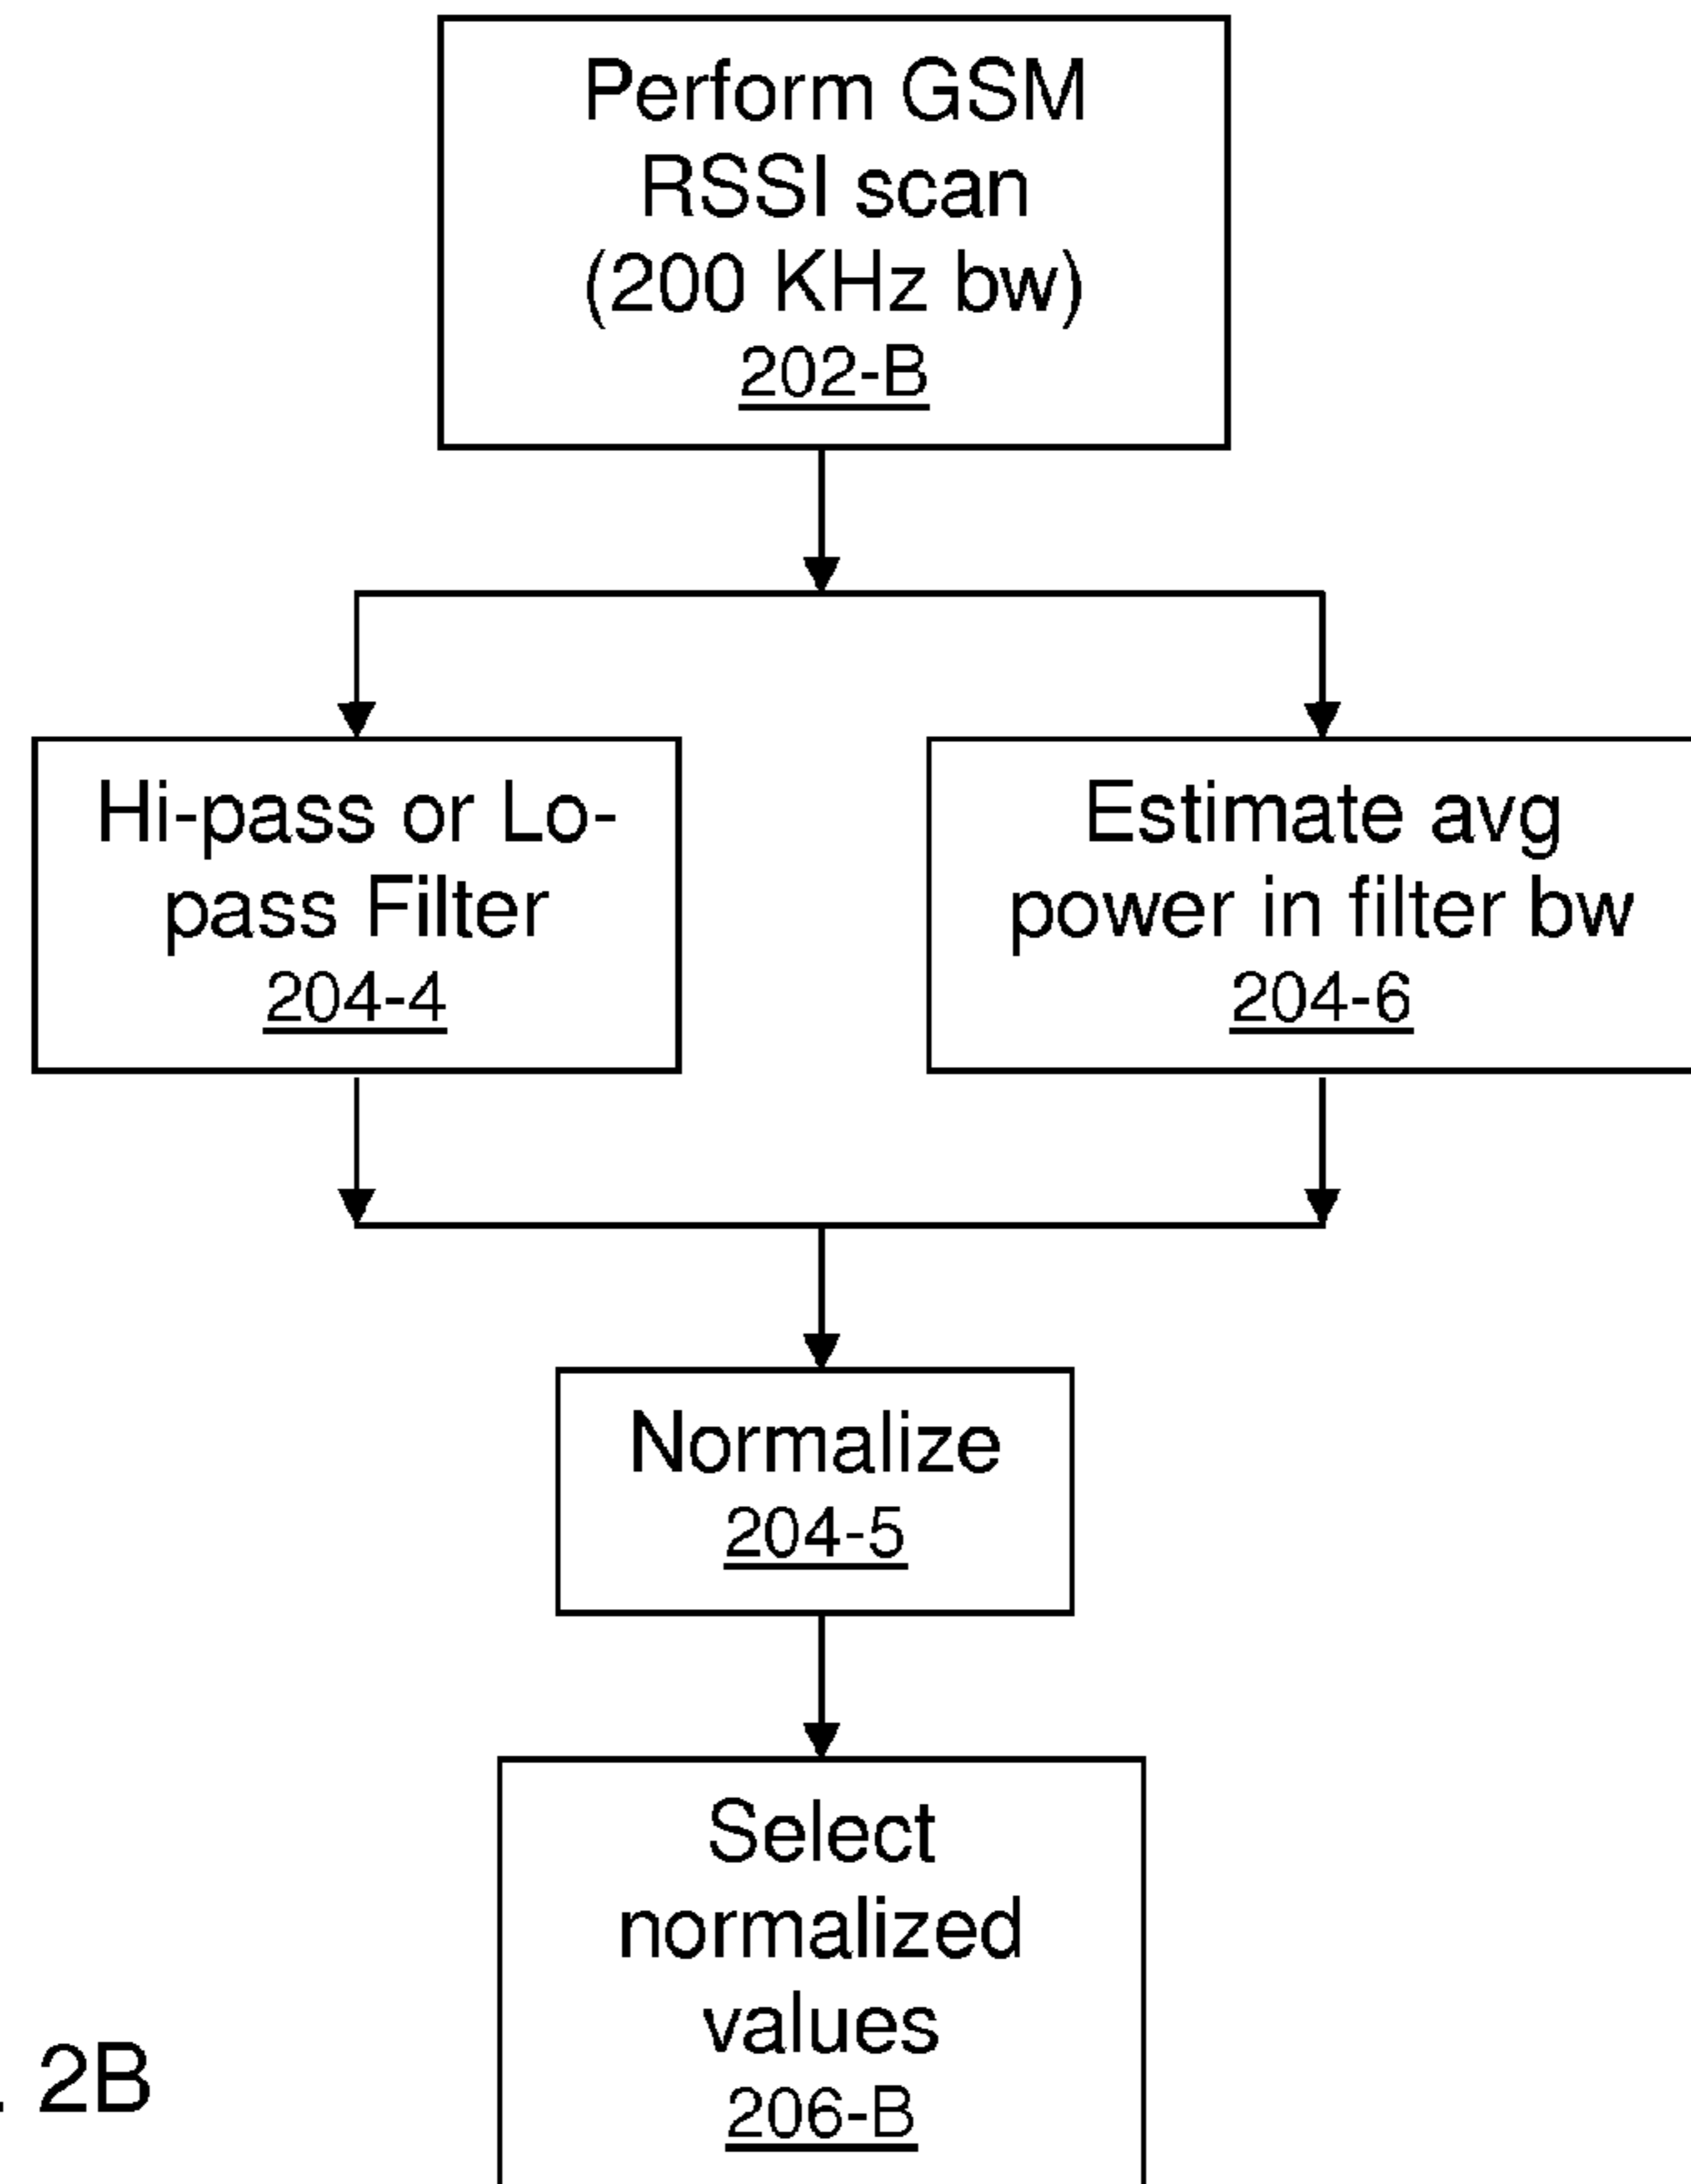 Perform GSM
RSSI scan
(200 KHz bw)
202-B
Hi-pass or Lo-
pass Filter
204-4
Estimate avg
power in filter bw
204-6
Normalize
204-5
Select
normalized
values
206-B
. 2B